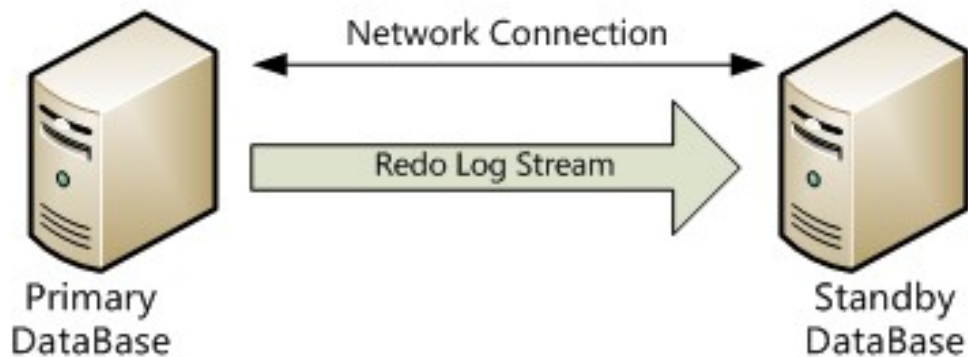 Network Connection
Redo Log Stream
Primary
DataBase
Standby
DataBase